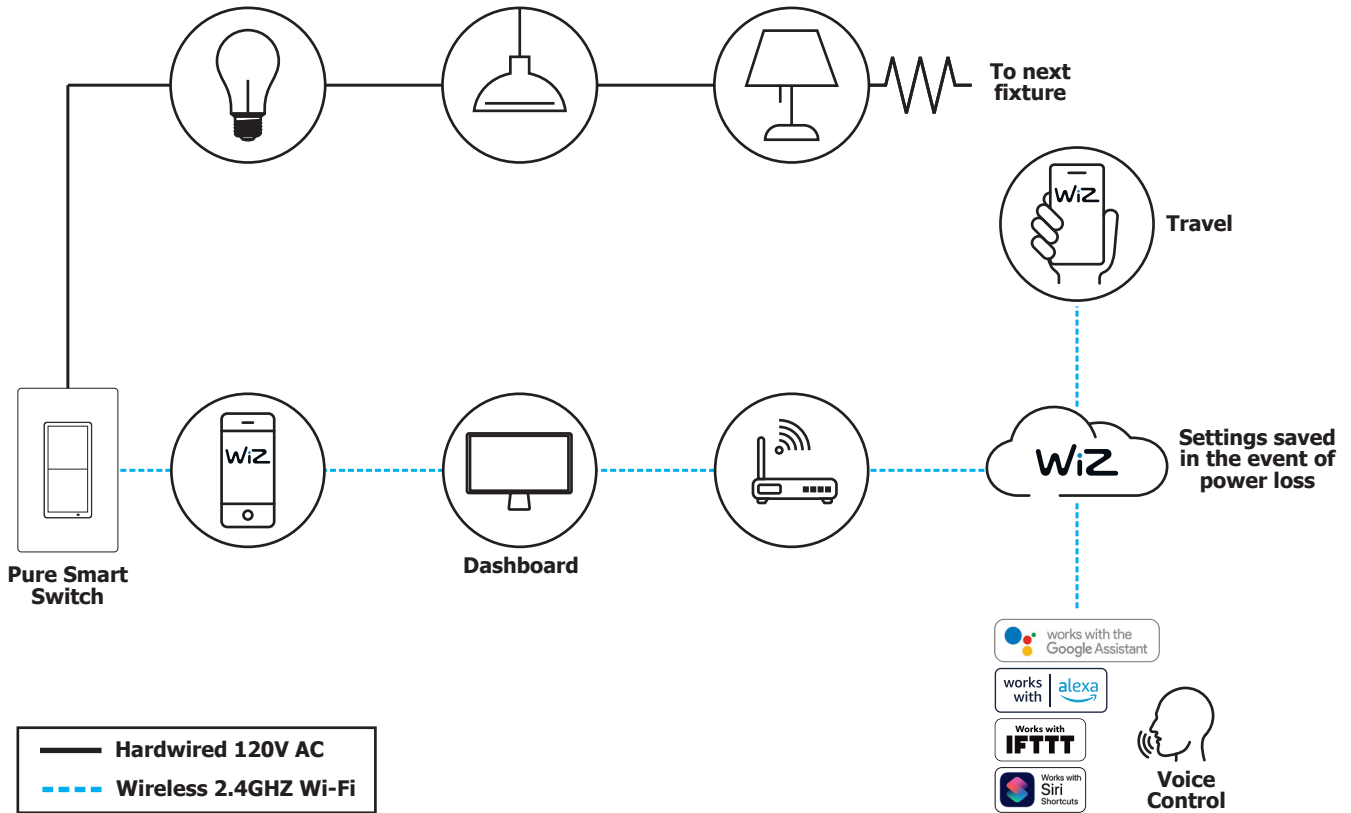 To next
fixture
WiZ
Travel
WiZ
WiZ
Settings saved
in the event of
power loss
Pure Smart
Switch
Dashboard
works with the
Google Assistant
works
with
alexa
Works with
IFTTT
Works with
Siri
Shortcuts
Voice
Control
Hardwired 120V AC
Wireless 2.4GHZ Wi-Fi